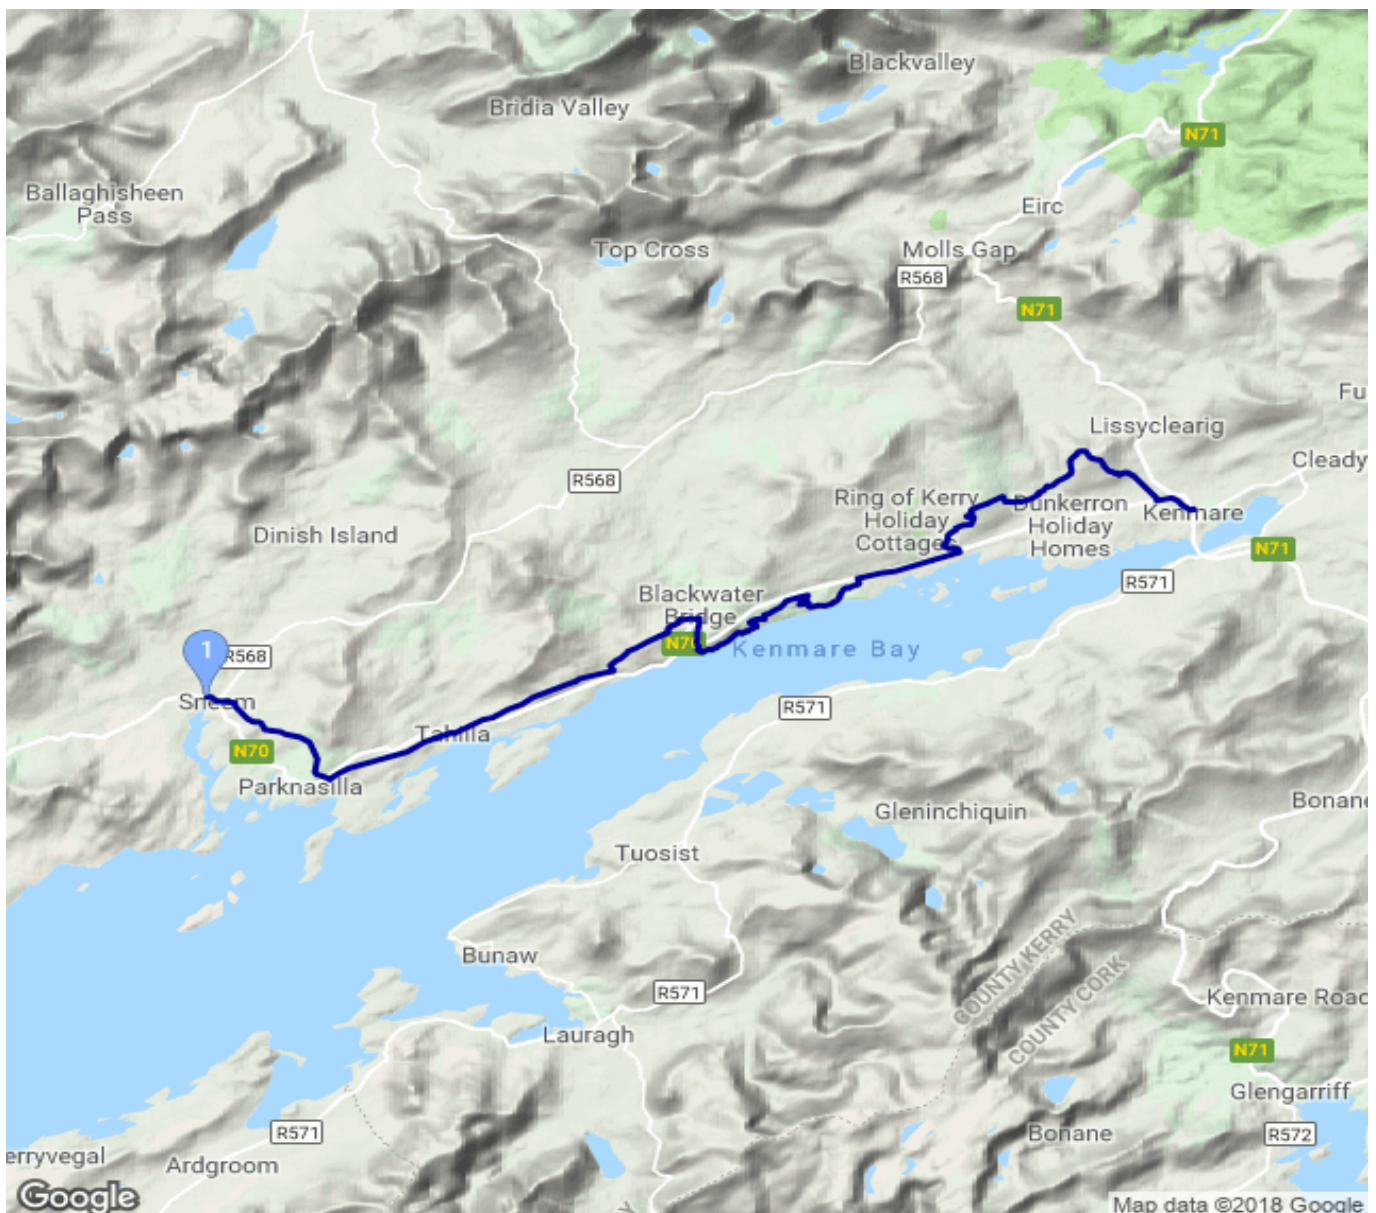 Blackvalley
Bridia Valley
N71
Ballaghisheen
Pass
Eirc
Top Cross
Molls Gap
R568
N71
Lissyclearig
Cleady
R568
Ring of Kerry
Holiday
Cottages
Dunkerron
Holiday
Homes
Kenmare
Dinish Island
N71
R571
Blackwater
Bridge
N70
Kenmare Bay
1
R568
Sneem
R571
Tahilla
N70
Parknasilla
Bonane
Gleninchiquin
Tuosist
COUNTY KERRY
COUNTY CORK
Bunaw
R571
Kenmare Road
Lauragh
N71
Glengarriff
R571
Bonane
R572
erryvegal
Ardgroom
Google
Map data ©2018 Google